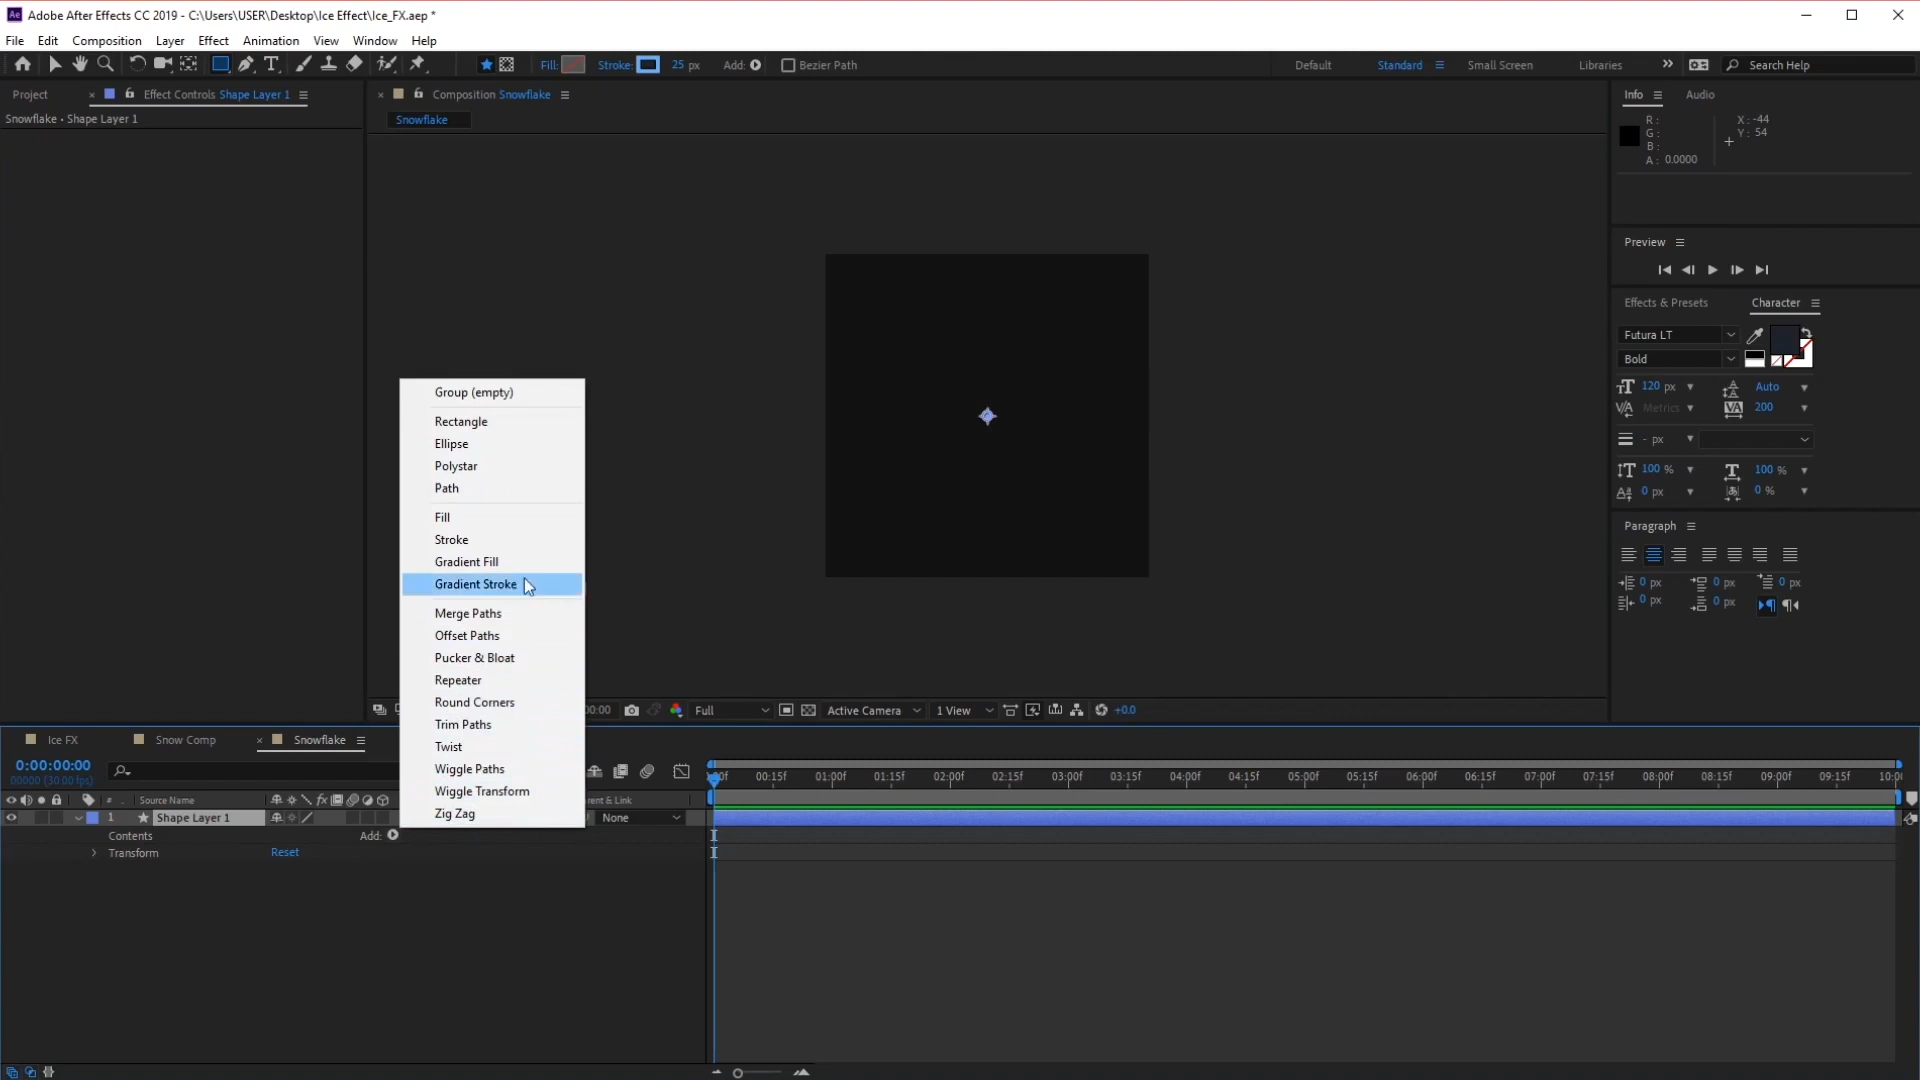 Adobe After Effects CC 2019 - C:\Users\USER\Desktop\Ice Effect\Ice_FX.aep *
File Edit Composition Layer Effect Animation View Window Help
Fill: Stroke: 25 px Add: Bezier Path Default Standard Small Screen Libraries Search Help
Project Effect Controls Shape Layer 1 Composition Snowflake Info Audio
Snowflake • Shape Layer 1
Snowflake
R :
G :
B :
A : 0.0000
X : -44
Y : 54
Preview
Effects & Presets Character
Futura LT
Bold
120 px Auto
Metrics 200
- px
100 % 100 %
0 px 0 %
Paragraph
0 px 0 px 0 px
0 px 0 px
Group (empty)
Rectangle
Ellipse
Polystar
Path
Fill
Stroke
Gradient Fill
Gradient Stroke
Merge Paths
Offset Paths
Pucker & Bloat
Repeater
Round Corners
Trim Paths
Twist
Wiggle Paths
Wiggle Transform
Zig Zag
00:00 Full Active Camera 1 View +0.0
Ice FX Snow Comp Snowflake
0:00:00:00
00000 (30.00 fps)
:00f 00:15f 01:00f 01:15f 02:00f 02:15f 03:00f 03:15f 04:00f 04:15f 05:00f 05:15f 06:00f 06:15f 07:00f 07:15f 08:00f 08:15f 09:00f 09:15f 10:0
# Source Name fx rent & Link
1 Shape Layer 1 None
Contents Add:
Transform Reset